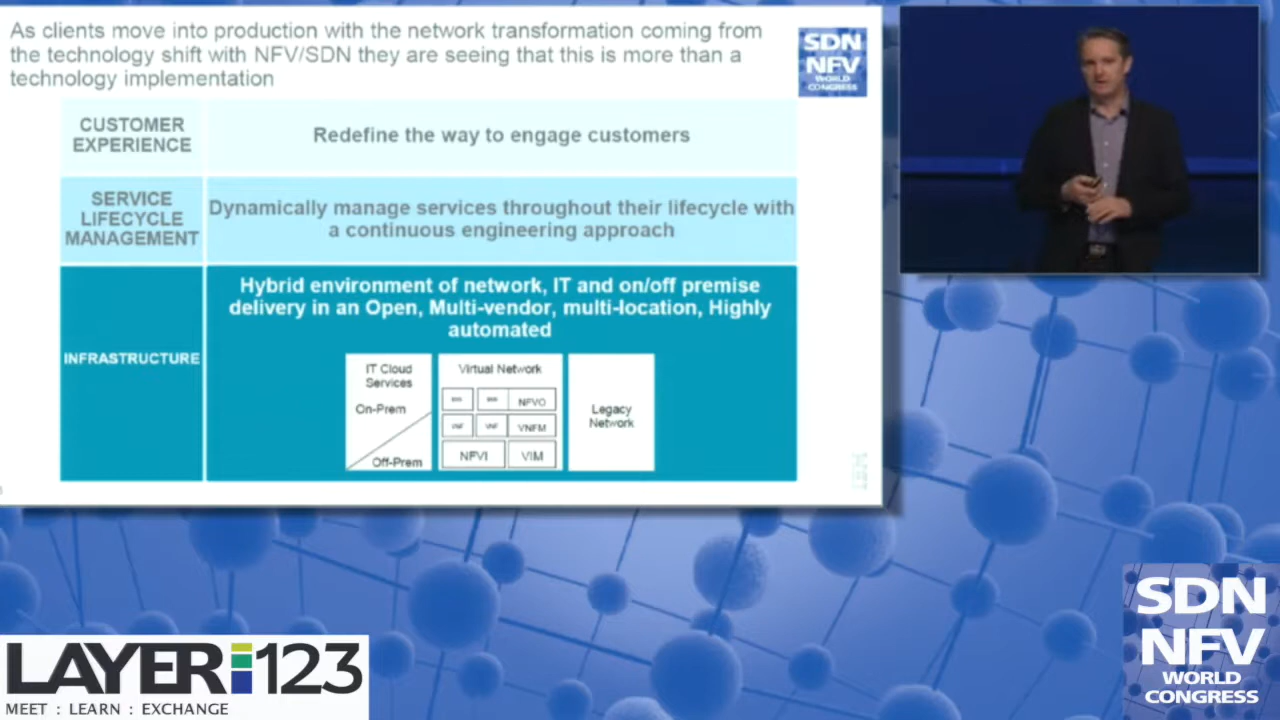 As clients move into production with the network transformation coming from
the technology shift with NFV/SDN they are seeing that this is more than a
technology implementation
SDN
NFV
WORLD
CONGRESS
CUSTOMER
EXPERIENCE
Redefine the way to engage customers
SERVICE
LIFECYCLE
MANAGEMENT
Dynamically manage services throughout their lifecycle with
a continuous engineering approach
INFRASTRUCTURE
Hybrid environment of network, IT and on/off premise
delivery in an Open, Multi-vendor, multi-location, Highly
automated
IT Cloud
Services
On-Prem
Off-Prem
Virtual Network
NFVO
VNF VNF VNFM
NFVI VIM
Legacy
Network
LAYER123
MEET : LEARN : EXCHANGE
SDN
NFV
WORLD
CONGRESS